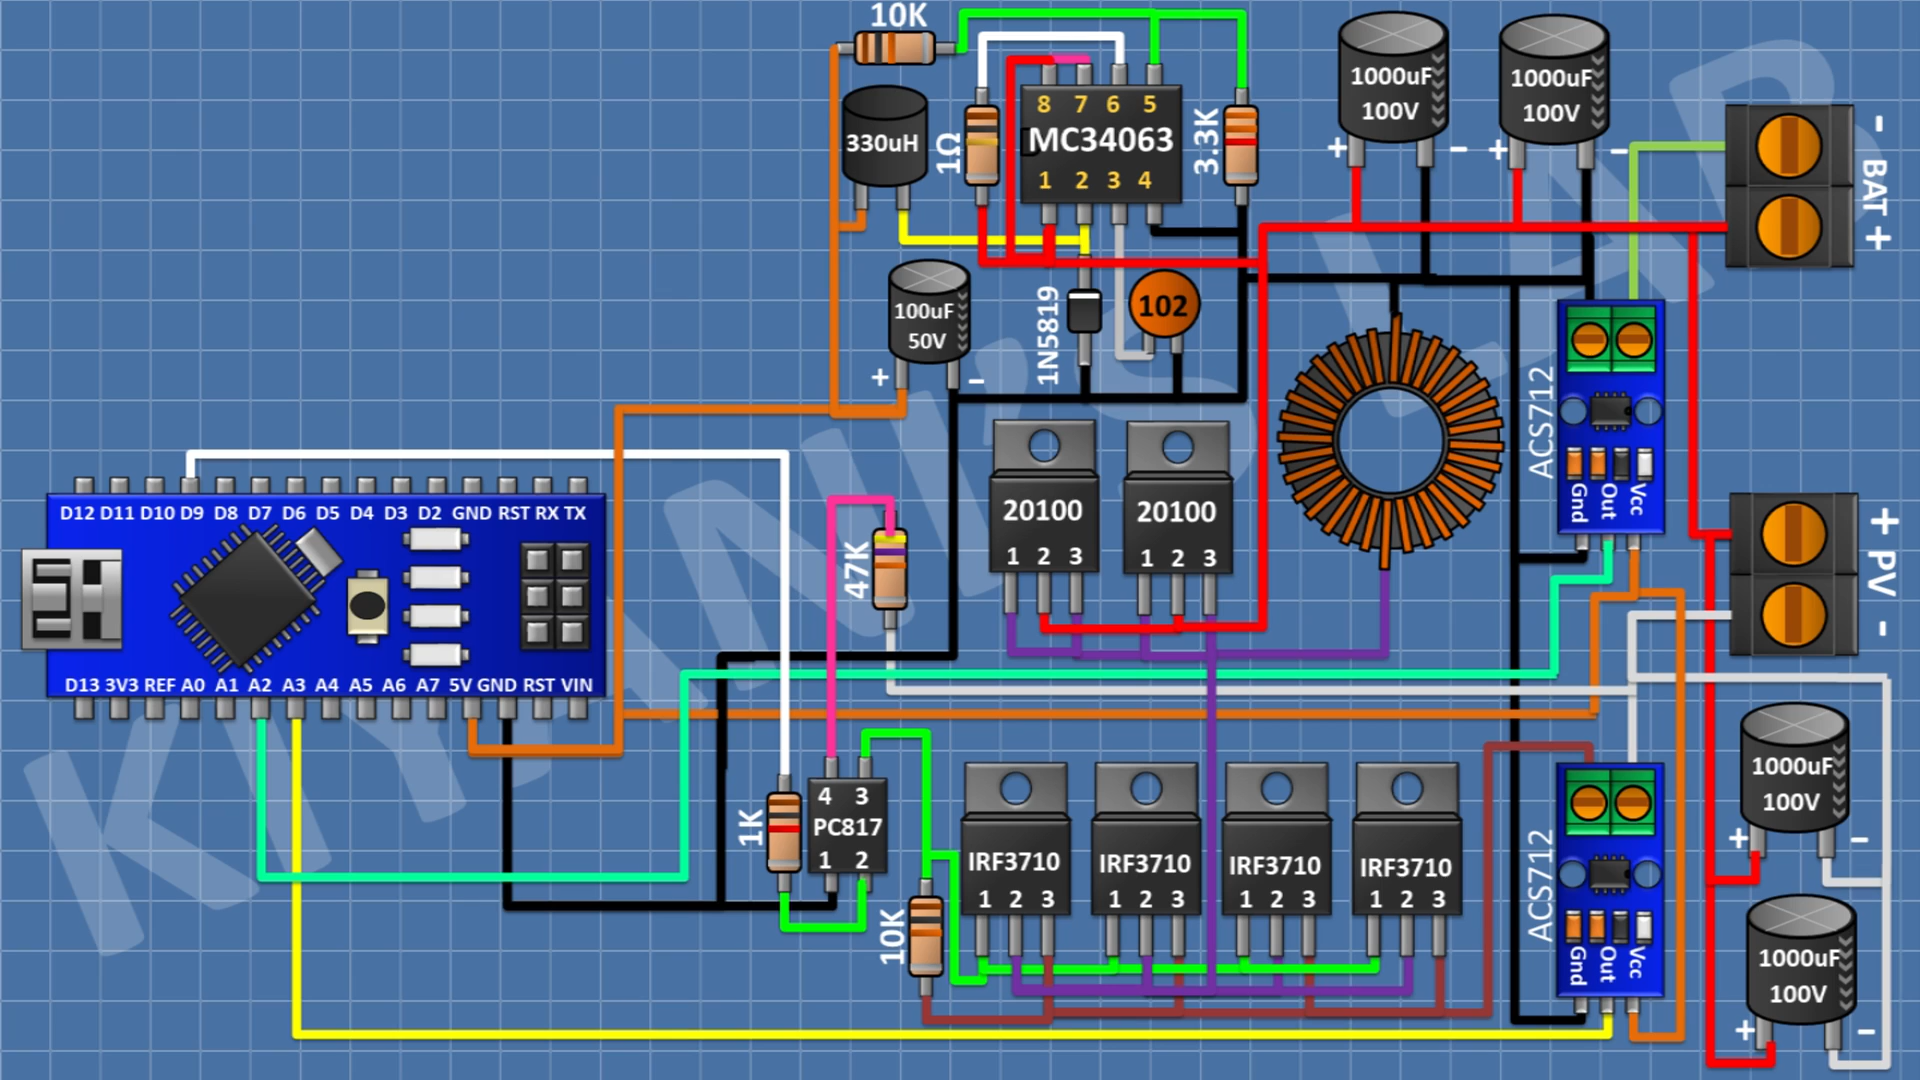 10K
330uH
1Ω
8 7 6 5
MC34063
1 2 3 4
3.3K
1000uF
100V
+ -
1000uF
100V
+ -
- BAT +
100uF
50V
+ -
1N5819
102
20100
1 2 3
20100
1 2 3
ACS712
Gnd Out Vcc
+ PV -
D12 D11 D10 D9 D8 D7 D6 D5 D4 D3 D2 GND RST RX TX
D13 3V3 REF A0 A1 A2 A3 A4 A5 A6 A7 5V GND RST VIN
47K
1K
4 3
PC817
1 2
10K
IRF3710
1 2 3
IRF3710
1 2 3
IRF3710
1 2 3
IRF3710
1 2 3
ACS712
Gnd Out Vcc
1000uF
100V
+ -
1000uF
100V
+ -
KIYANI'S LAB